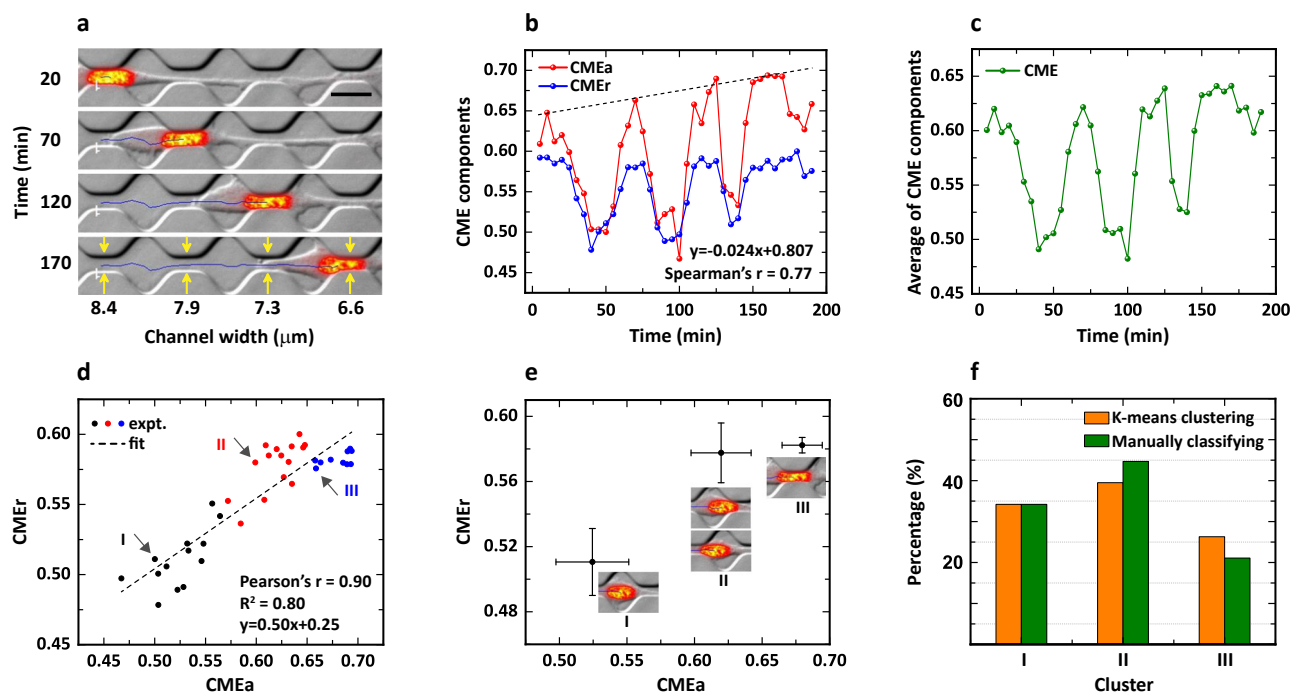 a
Time (min)
20
70
120
170
8.4 7.9 7.3 6.6
Channel width (μm)
b
CME components
0.70
0.65
0.60
0.55
0.50
0.45
CMEa
CMEr
y=-0.024x+0.807
Spearman's r = 0.77
0 50 100 150 200
Time (min)
c
Average of CME components
0.65
0.60
0.55
0.50
0.45
CME
0 50 100 150 200
Time (min)
d
CMEr
0.60
0.55
0.50
0.45
expt.
fit
II
III
I
Pearson's r = 0.90
R² = 0.80
y=0.50x+0.25
0.45 0.50 0.55 0.60 0.65 0.70
CMEa
e
CMEr
0.60
0.56
0.52
0.48
III
II
I
0.50 0.55 0.60 0.65 0.70
CMEa
f
Percentage (%)
60
40
20
K-means clustering
Manually classifying
I II III
Cluster